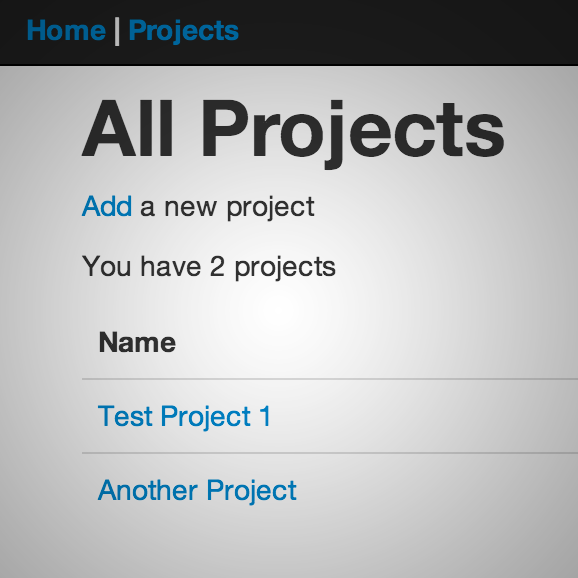 Home | Projects
All Projects
Add a new project
You have 2 projects
Name
Test Project 1
Another Project